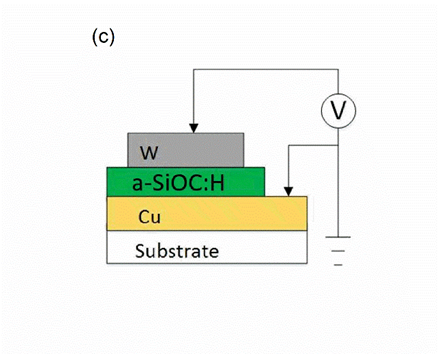 (c)
V
W
a-SiOC:H
Cu
Substrate